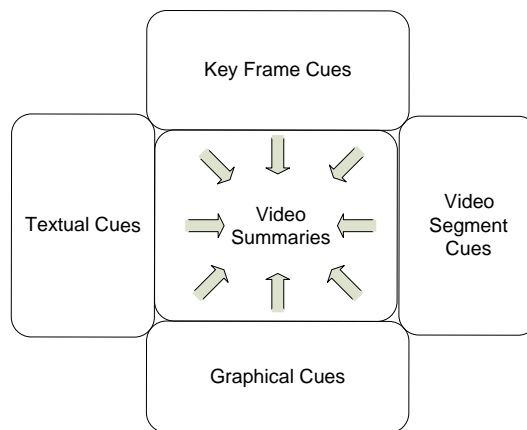 Key Frame Cues
Textual Cues
Video
Summaries
Video
Segment
Cues
Graphical Cues